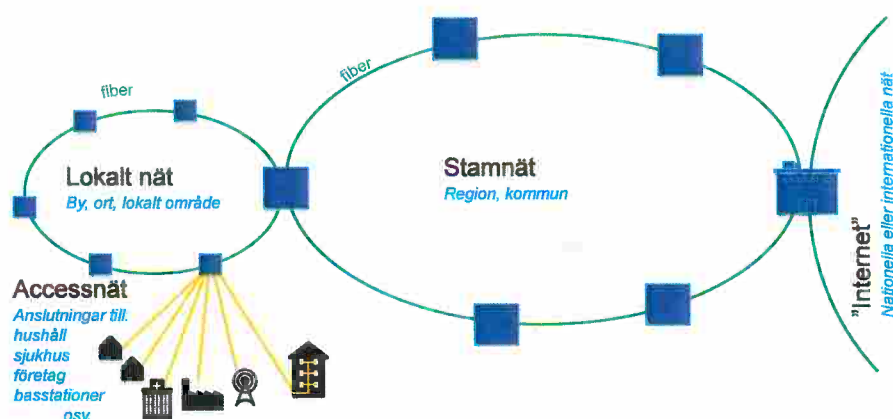 fiber
fiber
Lokalt nät
By, ort, lokalt område
Stamnät
Region, kommun
"Internet"
Nationella eller internationella nät
Accessnät
Anslutningar till.
hushåll
sjukhus
företag
basstationer
osv